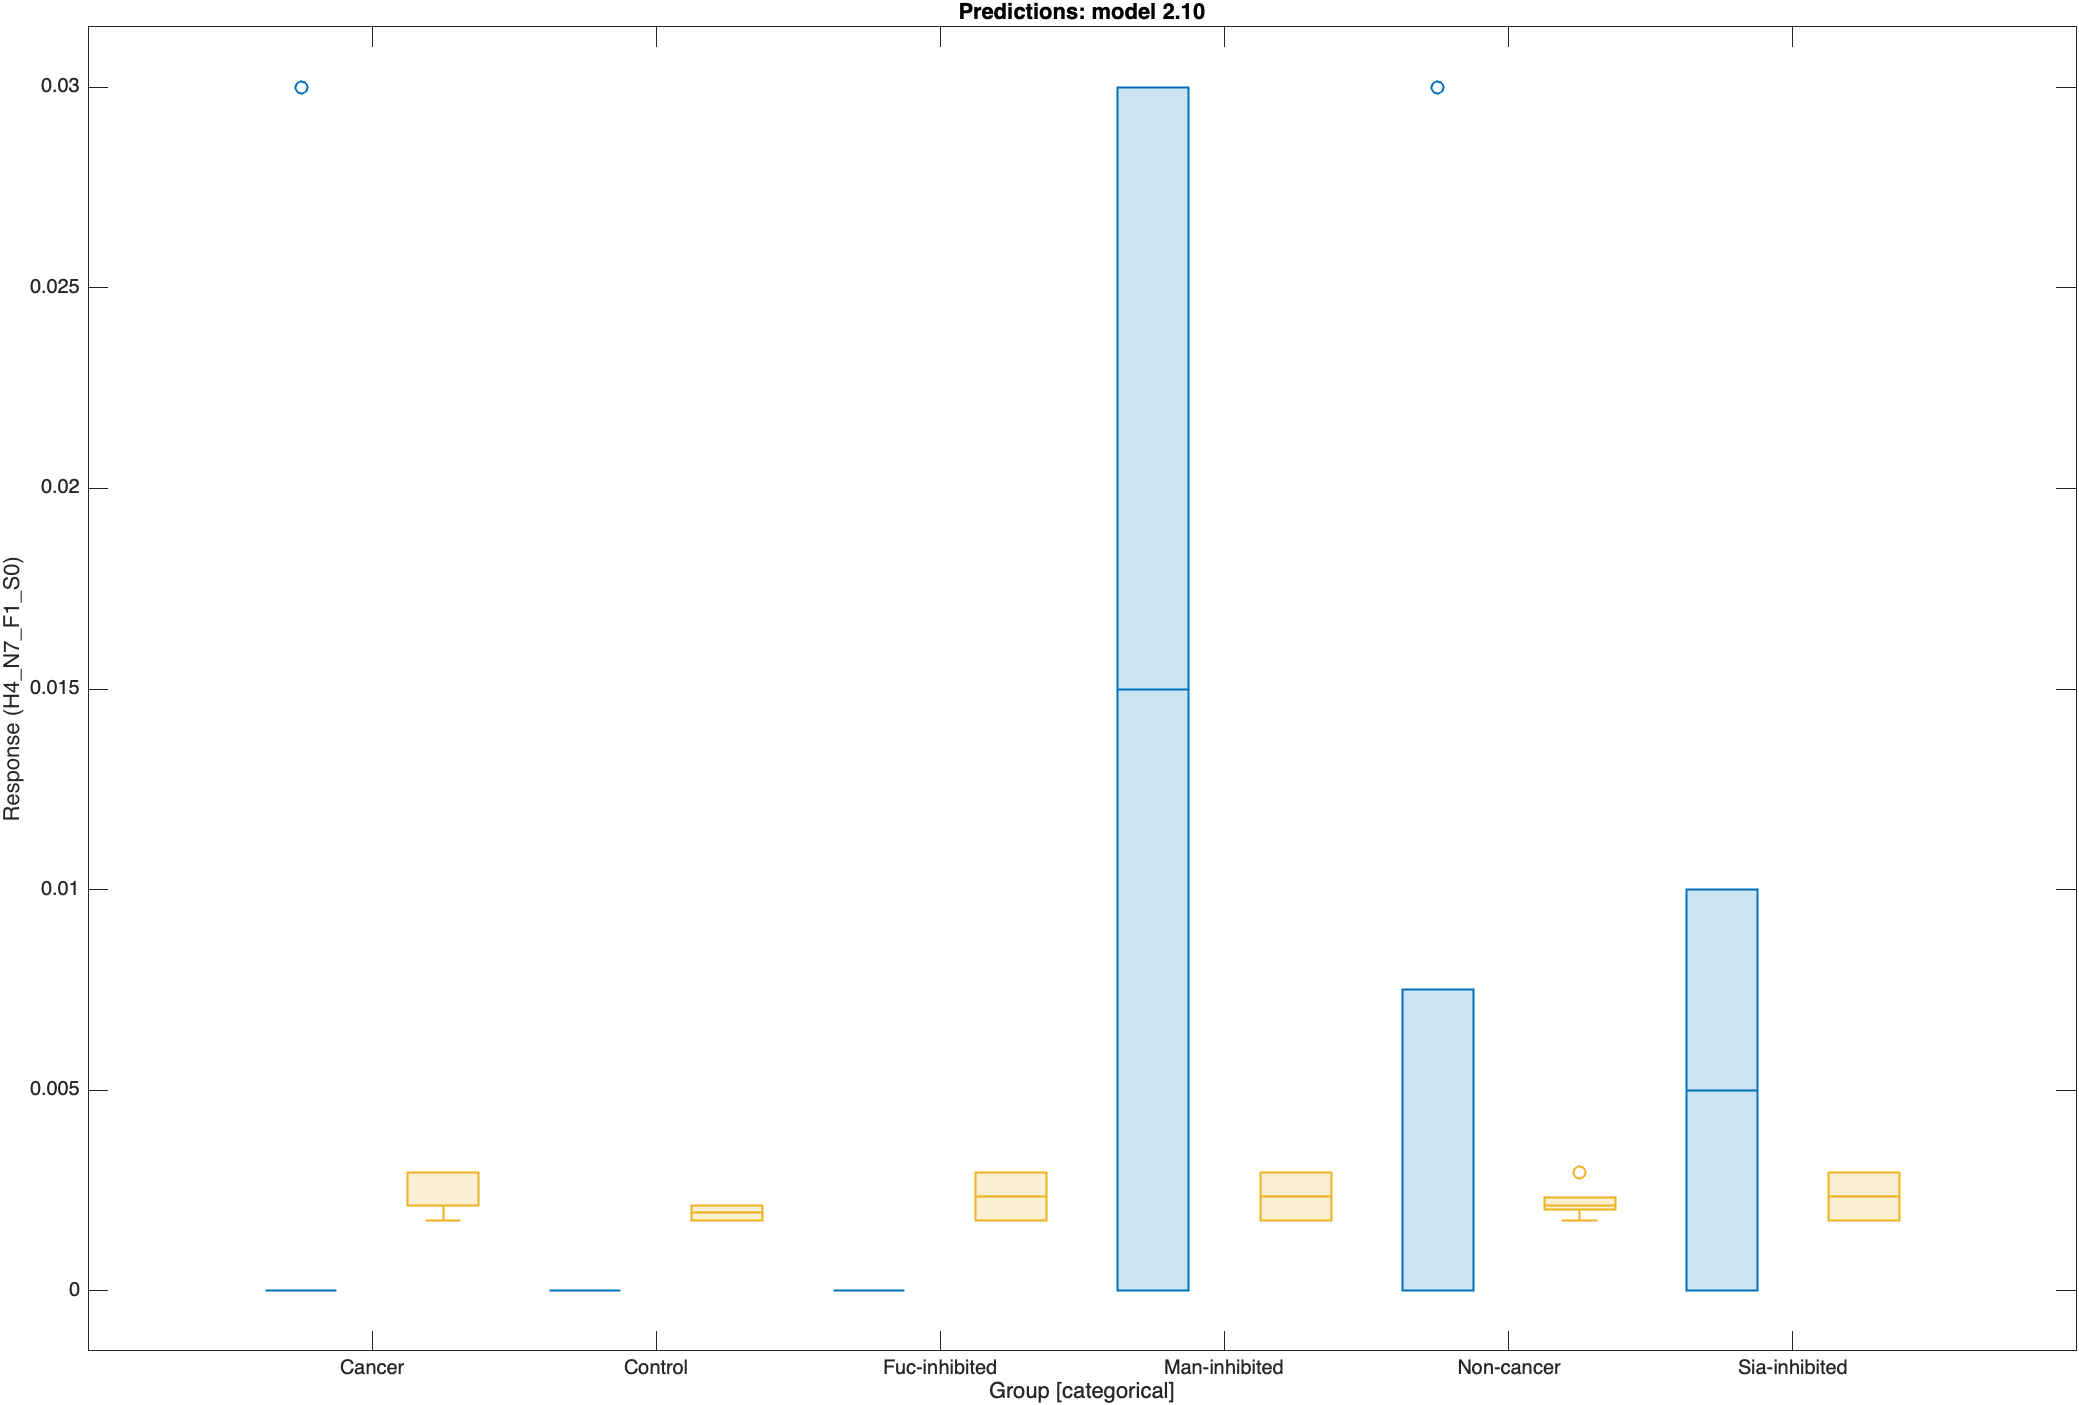 Predictions: model 2.10
Response (H4_N7_F1_S0)
0.03
0.025
0.02
0.015
0.01
0.005
0
Cancer
Control
Fuc-inhibited
Man-inhibited
Non-cancer
Sia-inhibited
Group [categorical]